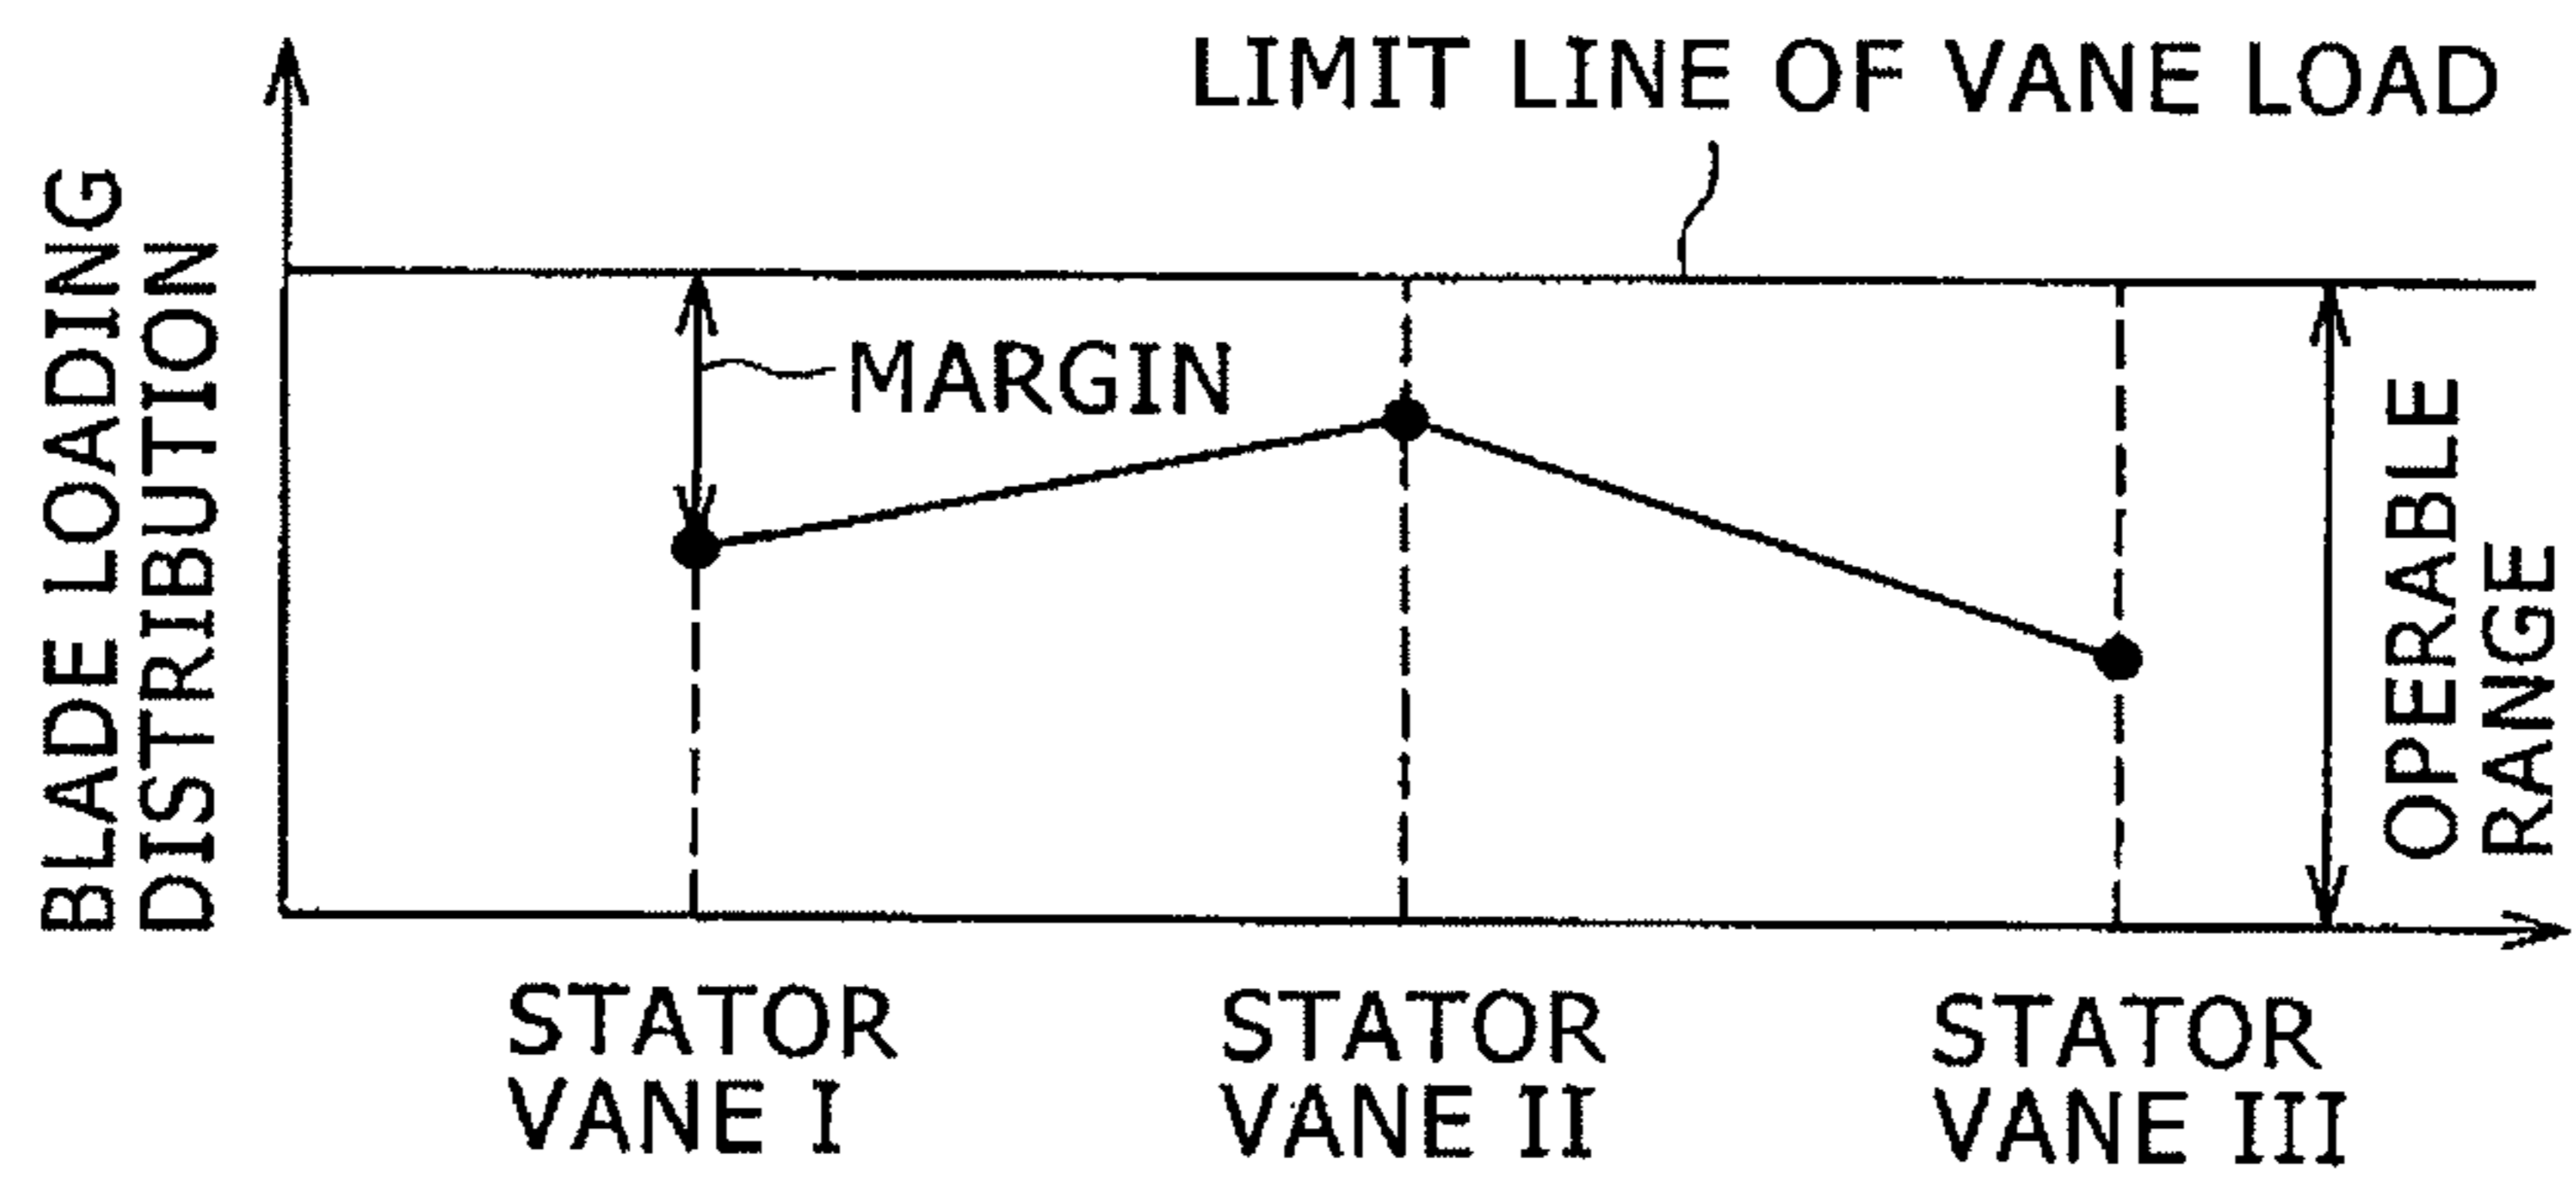 LIMIT LINE OF VANE LOAD
BLADE LOADING
DISTRIBUTION
MARGIN
OPERABLE
RANGE
STATOR
VANE I
STATOR
VANE II
STATOR
VANE III